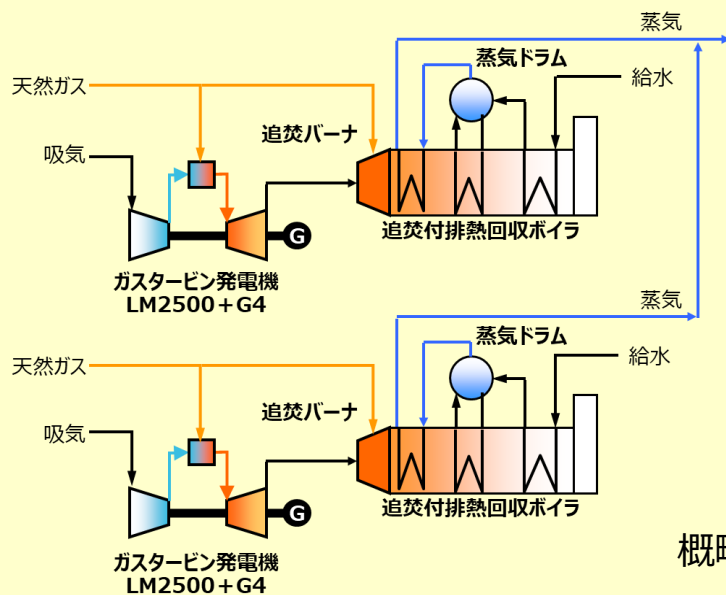 蒸気
天然ガス
蒸気ドラム
給水
追焚バーナ
吸気
G
追焚付排熱回収ボイラ
ガスタービン発電機
LM2500+G4
蒸気
天然ガス
蒸気ドラム
給水
追焚バーナ
吸気
G
追焚付排熱回収ボイラ
ガスタービン発電機
LM2500+G4
概略